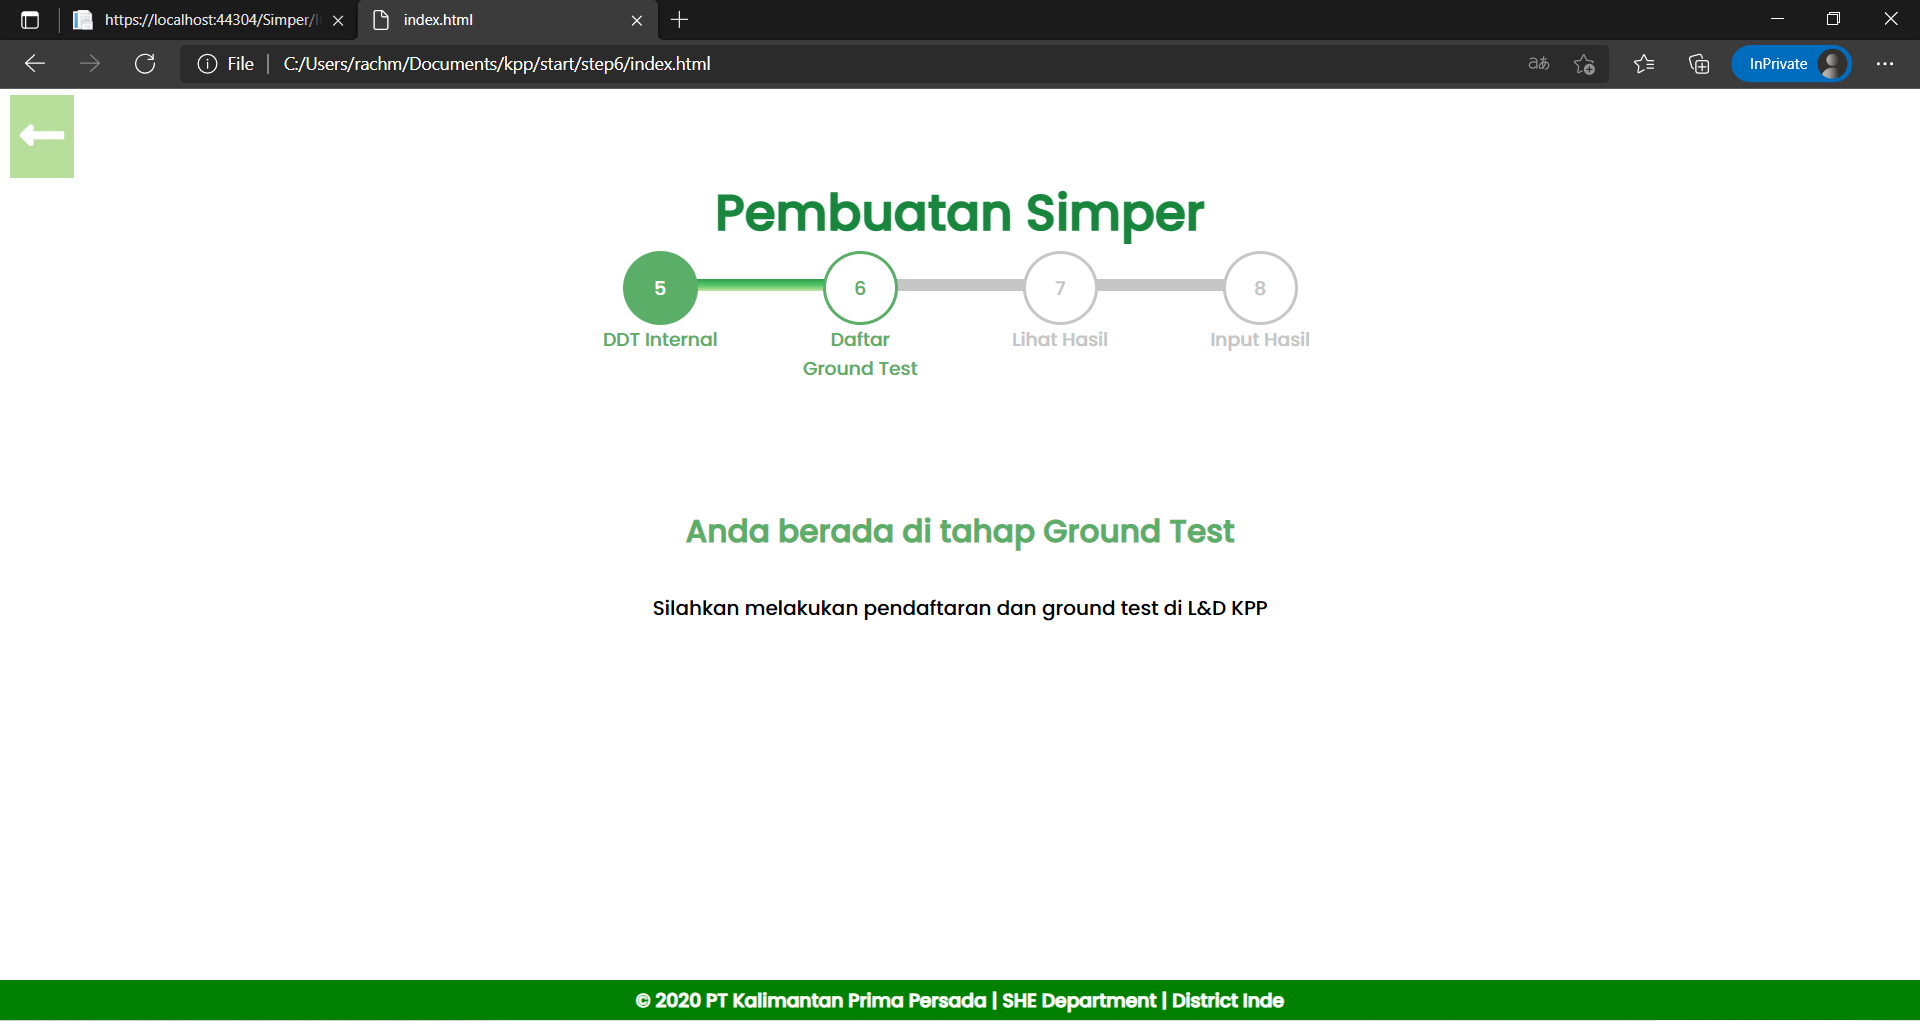 https://localhost:44304/Simper/I
index.html
File
C:/Users/rachm/Documents/kpp/start/step6/index.html
aあ
InPrivate
Pembuatan Simper
5
6
7
8
DDT Internal
Daftar
Ground Test
Lihat Hasil
Input Hasil
Anda berada di tahap Ground Test
Silahkan melakukan pendaftaran dan ground test di L&D KPP
© 2020 PT Kalimantan Prima Persada | SHE Department | District Inde